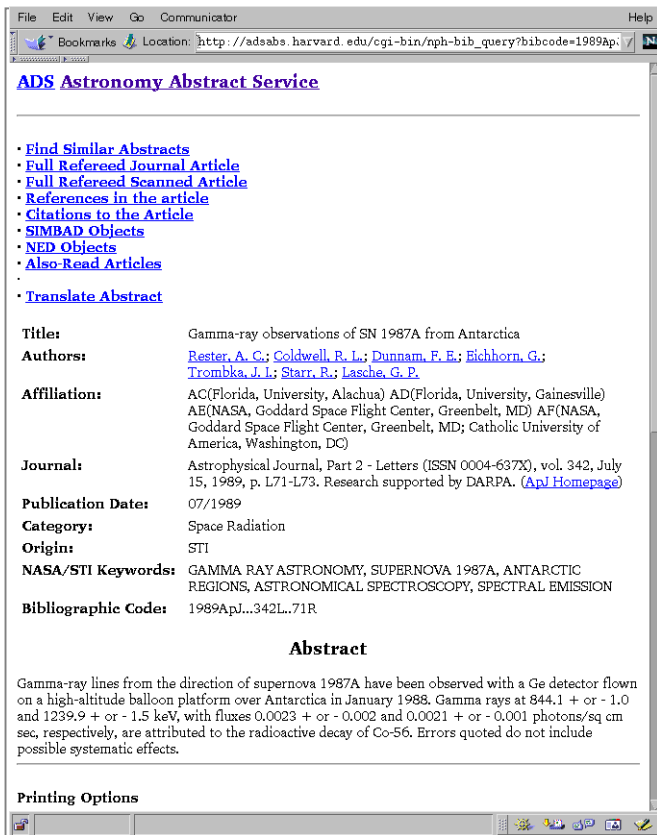 File Edit View Go Communicator Help
Bookmarks Location: http://adsabs.harvard.edu/cgi-bin/nph-bib_query?bibcode=1989ApJ. N
ADS Astronomy Abstract Service
· Find Similar Abstracts
· Full Refereed Journal Article
· Full Refereed Scanned Article
· References in the article
· Citations to the Article
· SIMBAD Objects
· NED Objects
· Also-Read Articles
·
· Translate Abstract
Title: Gamma-ray observations of SN 1987A from Antarctica
Authors: Rester, A. C.; Coldwell, R. L.; Dunnam, F. E.; Eichhorn, G.;
Trombka, J. I.; Starr, R.; Lasche, G. P.
Affiliation: AC(Florida, University, Alachua) AD(Florida, University, Gainesville)
AE(NASA, Goddard Space Flight Center, Greenbelt, MD) AF(NASA,
Goddard Space Flight Center, Greenbelt, MD; Catholic University of
America, Washington, DC)
Journal: Astrophysical Journal, Part 2 - Letters (ISSN 0004-637X), vol. 342, July
15, 1989, p. L71-L73. Research supported by DARPA. (ApJ Homepage)
Publication Date: 07/1989
Category: Space Radiation
Origin: STI
NASA/STI Keywords: GAMMA RAY ASTRONOMY, SUPERNOVA 1987A, ANTARCTIC
REGIONS, ASTRONOMICAL SPECTROSCOPY, SPECTRAL EMISSION
Bibliographic Code: 1989ApJ...342L..71R
Abstract
Gamma-ray lines from the direction of supernova 1987A have been observed with a Ge detector flown
on a high-altitude balloon platform over Antarctica in January 1988. Gamma rays at 844.1 + or - 1.0
and 1239.9 + or - 1.5 keV, with fluxes 0.0023 + or - 0.002 and 0.0021 + or - 0.001 photons/sq cm
sec, respectively, are attributed to the radioactive decay of Co-56. Errors quoted do not include
possible systematic effects.
Printing Options